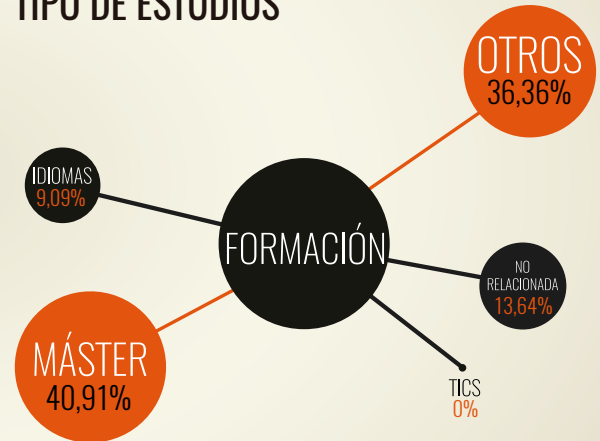 TIPO DE ESTUDIOS
OTROS
36,36%
IDIOMAS
9,09%
FORMACIÓN
NO
RELACIONADA
13,64%
MÁSTER
40,91%
TICS
0%